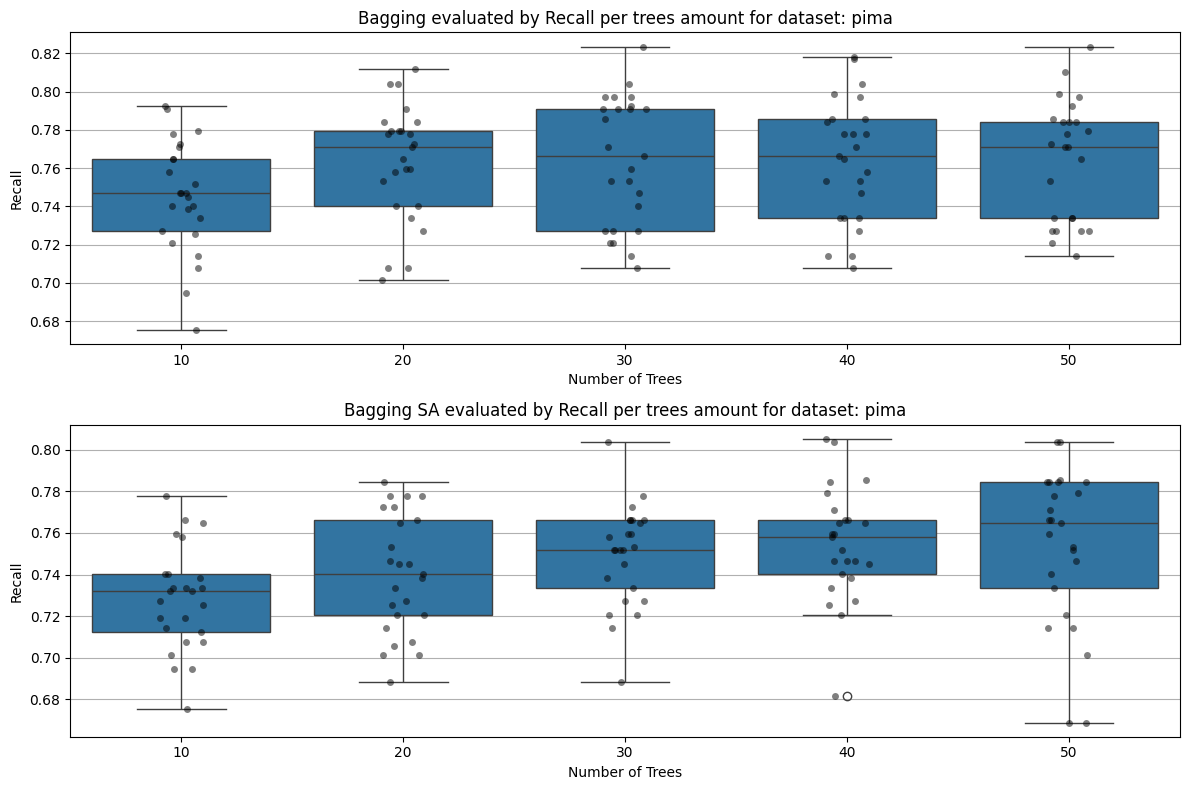 Bagging evaluated by Recall per trees amount for dataset: pima
0.82
0.80
0.78
0.76
0.74
0.72
0.70
0.68
Recall
10 20 30 40 50
Number of Trees
Bagging SA evaluated by Recall per trees amount for dataset: pima
0.80
0.78
0.76
0.74
0.72
0.70
0.68
Recall
10 20 30 40 50
Number of Trees